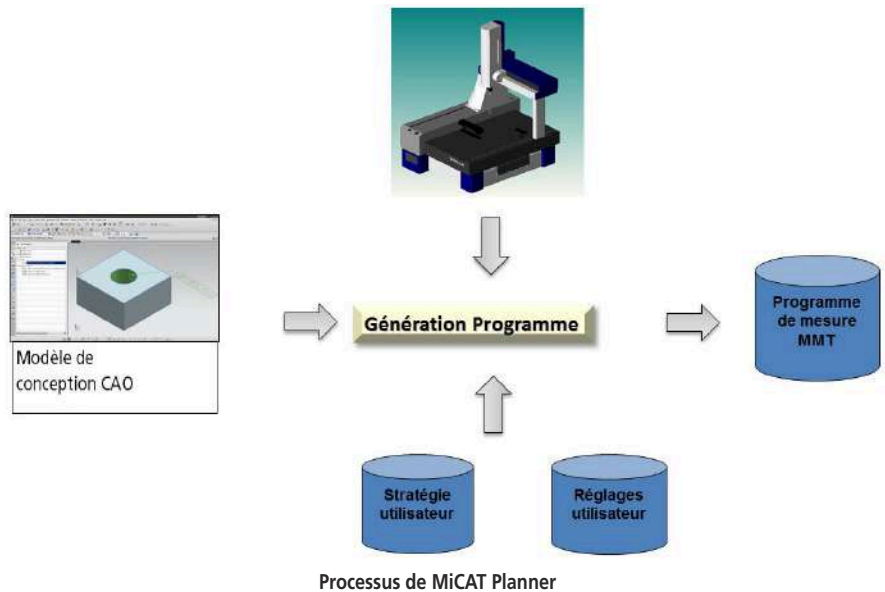 Modèle de
conception CAO
Génération Programme
Programme
de mesure
MMT
Stratégie
utilisateur
Réglages
utilisateur
Processus de MiCAT Planner